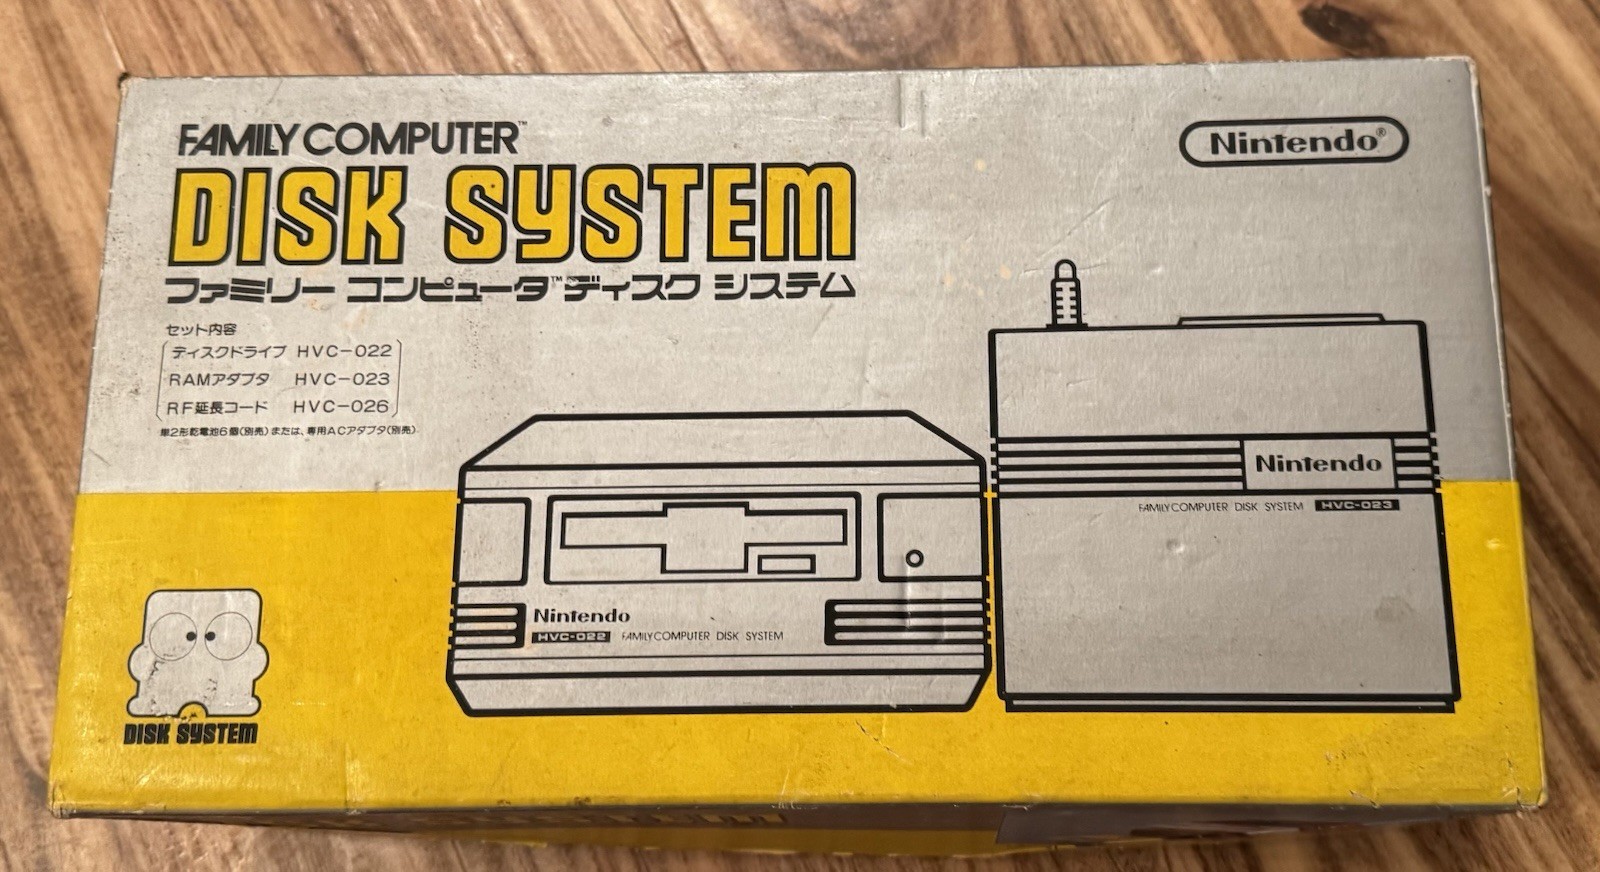 FAMILY COMPUTER™
Nintendo®
DISK SYSTEM
ファミリー コンピュータ™ ディスク システム
セット内容
ディスクドライブ HVC-022
RAMアダプタ HVC-023
RF延長コード HVC-026
単2形乾電池6個(別売)または、専用ACアダプタ(別売)
Nintendo
FAMILY COMPUTER DISK SYSTEM HVC-023
Nintendo
HVC-022 FAMILY COMPUTER DISK SYSTEM
DISK SYSTEM